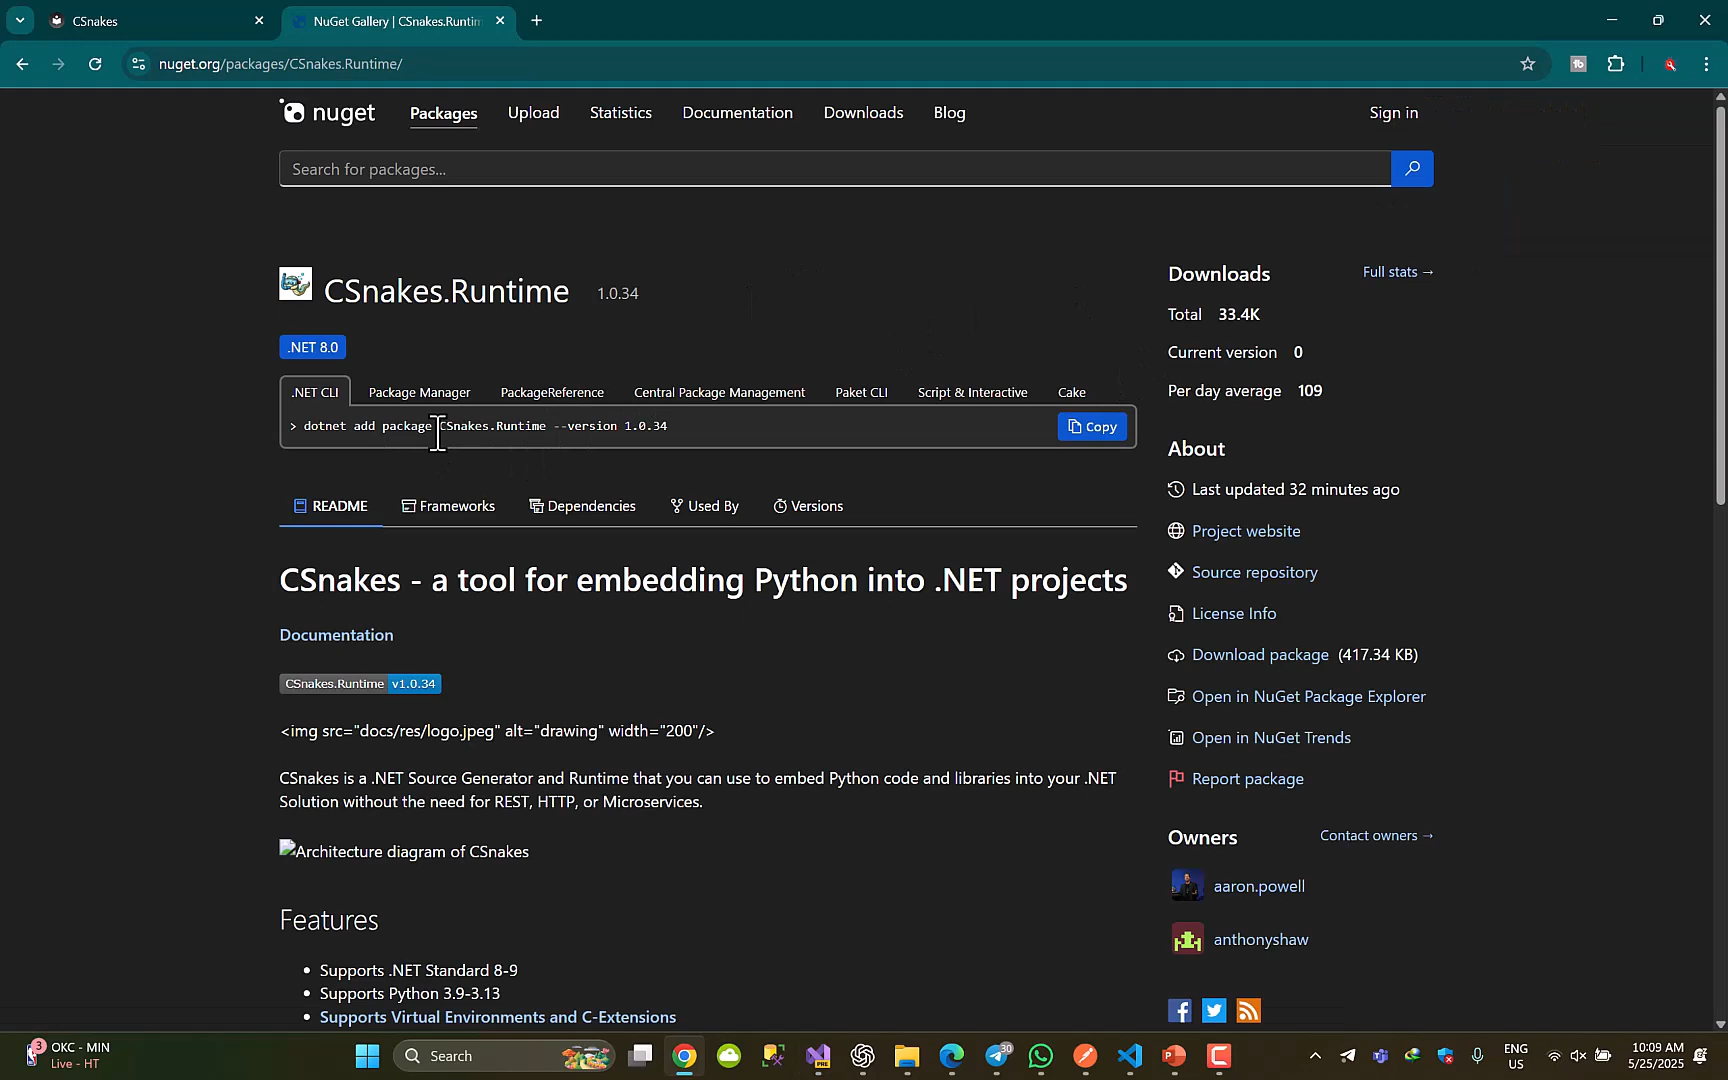 CSnakes
NuGet Gallery | CSnakes.Runtim
nuget.org/packages/CSnakes.Runtime/
nuget
Packages
Upload
Statistics
Documentation
Downloads
Blog
Sign in
Search for packages...
CSnakes.Runtime 1.0.34
.NET 8.0
.NET CLI
Package Manager
PackageReference
Central Package Management
Paket CLI
Script & Interactive
Cake
> dotnet add package CSnakes.Runtime --version 1.0.34
Copy
README
Frameworks
Dependencies
Used By
Versions
CSnakes - a tool for embedding Python into .NET projects
Documentation
CSnakes.Runtime v1.0.34
<img src="docs/res/logo.jpeg" alt="drawing" width="200"/>
CSnakes is a .NET Source Generator and Runtime that you can use to embed Python code and libraries into your .NET
Solution without the need for REST, HTTP, or Microservices.
Architecture diagram of CSnakes
Features
• Supports .NET Standard 8-9
• Supports Python 3.9-3.13
• Supports Virtual Environments and C-Extensions
Downloads
Full stats →
Total 33.4K
Current version 0
Per day average 109
About
Last updated 32 minutes ago
Project website
Source repository
License Info
Download package (417.34 KB)
Open in NuGet Package Explorer
Open in NuGet Trends
Report package
Owners
Contact owners →
aaron.powell
anthonyshaw
3
OKC - MIN
Live - HT
Search
30
ENG
US
10:09 AM
5/25/2025